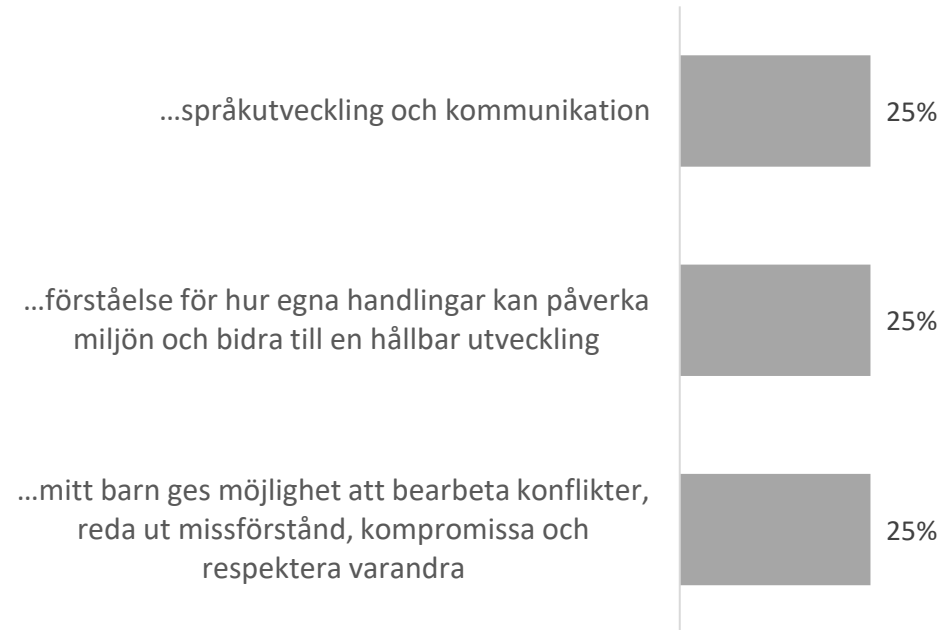 ...språkutveckling och kommunikation
25%
...förståelse för hur egna handlingar kan påverka
miljön och bidra till en hållbar utveckling
25%
...mitt barn ges möjlighet att bearbeta konflikter,
reda ut missförstånd, kompromissa och
respektera varandra
25%